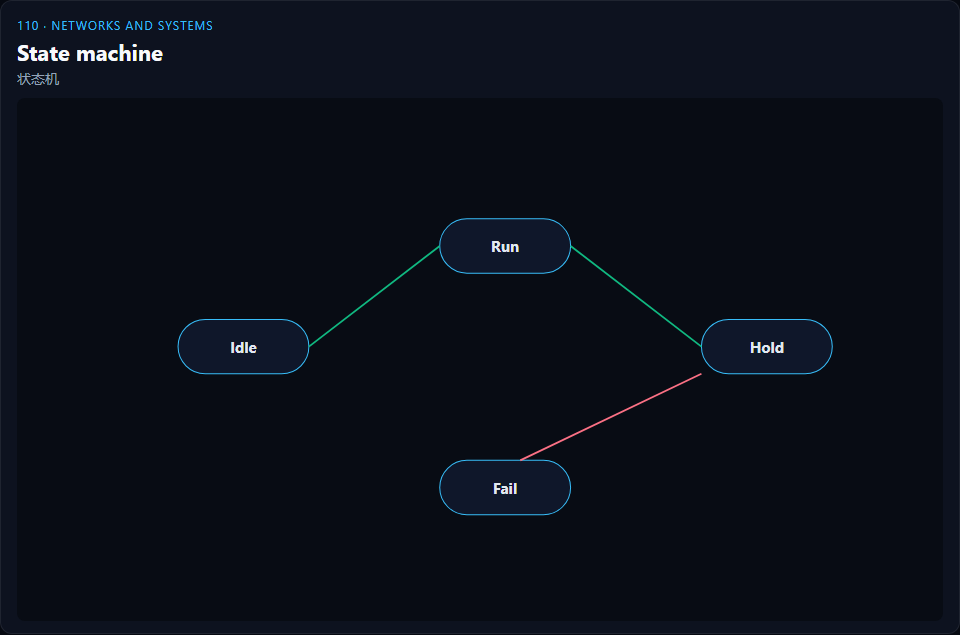 110 · NETWORKS AND SYSTEMS
State machine
状态机
Run
Idle
Hold
Fail